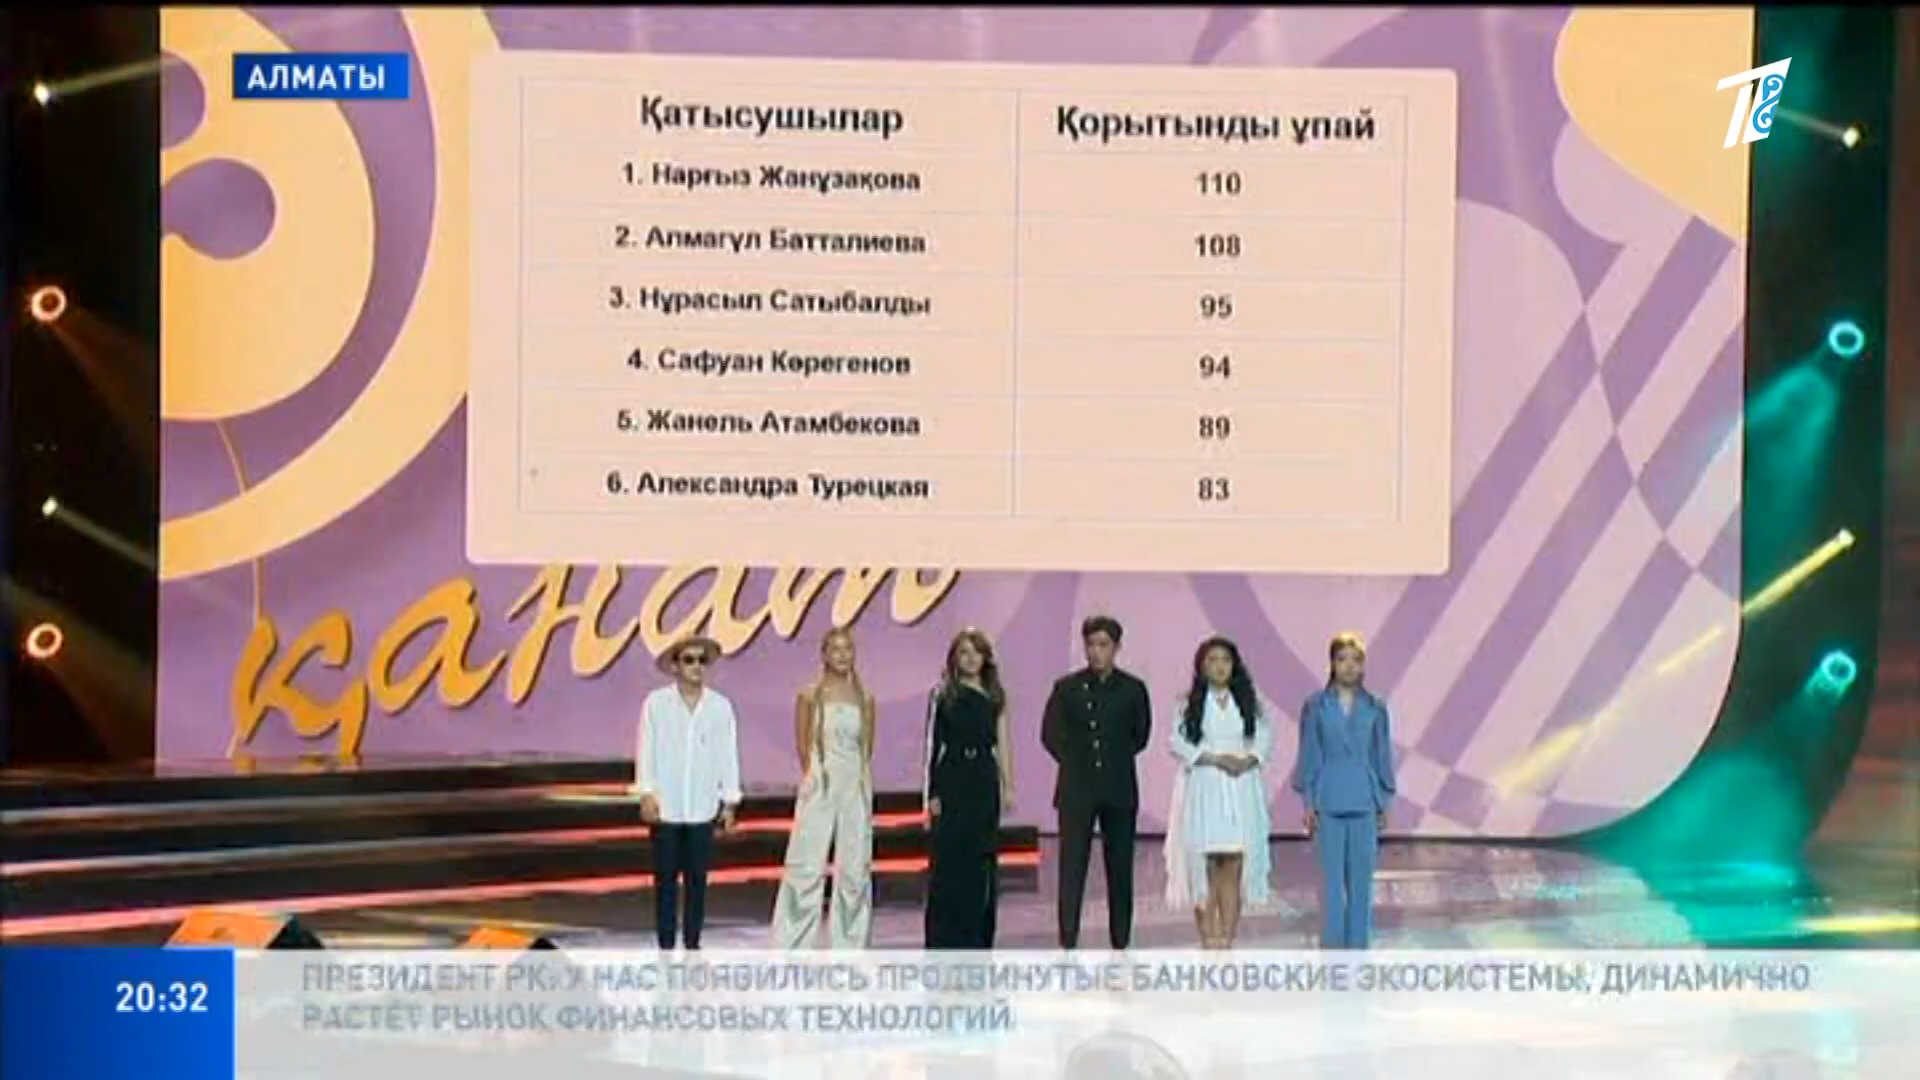 АЛМАТЫ
Қатысушылар Қорытынды ұпай
1. Нарғыз Жанұзақова 110
2. Алмагүл Батталиева 108
3. Нұрасыл Сатыбалды 95
4. Сафуан Көрегенов 94
5. Жанель Атамбекова 89
6. Александра Турецкая 83
қанат
20:32
ПРЕЗИДЕНТ РК: У НАС ПОЯВИЛИСЬ ПРОДВИНУТЫЕ БАНКОВСКИЕ ЭКОСИСТЕМЫ, ДИНАМИЧНО
РАСТЁТ РЫНОК ФИНАНСОВЫХ ТЕХНОЛОГИЙ